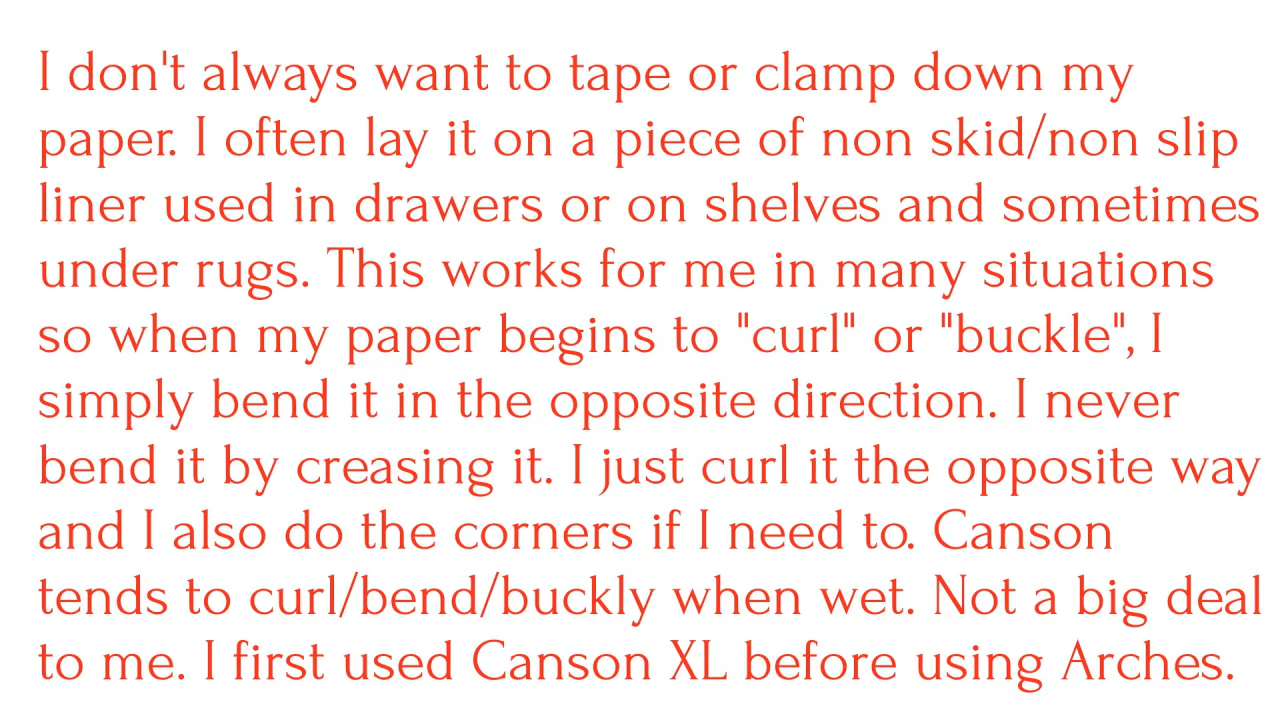 I don't always want to tape or clamp down my
paper. I often lay it on a piece of non skid/non slip
liner used in drawers or on shelves and sometimes
under rugs. This works for me in many situations
so when my paper begins to "curl" or "buckle", I
simply bend it in the opposite direction. I never
bend it by creasing it. I just curl it the opposite way
and I also do the corners if I need to. Canson
tends to curl/bend/buckly when wet. Not a big deal
to me. I first used Canson XL before using Arches.